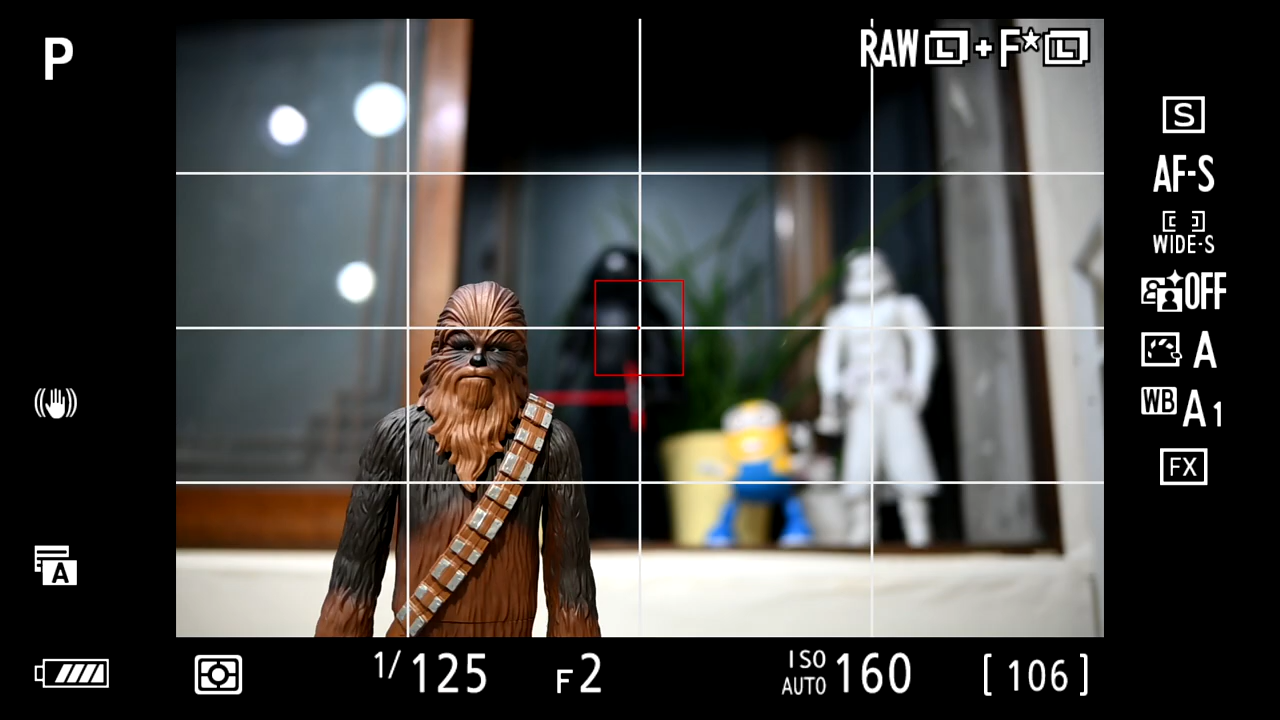 P
RAW L + F★ L
S
AF-S
WIDE-S
OFF
A
WB A1
FX
A
1/125 F2 ISO AUTO 160 [106]